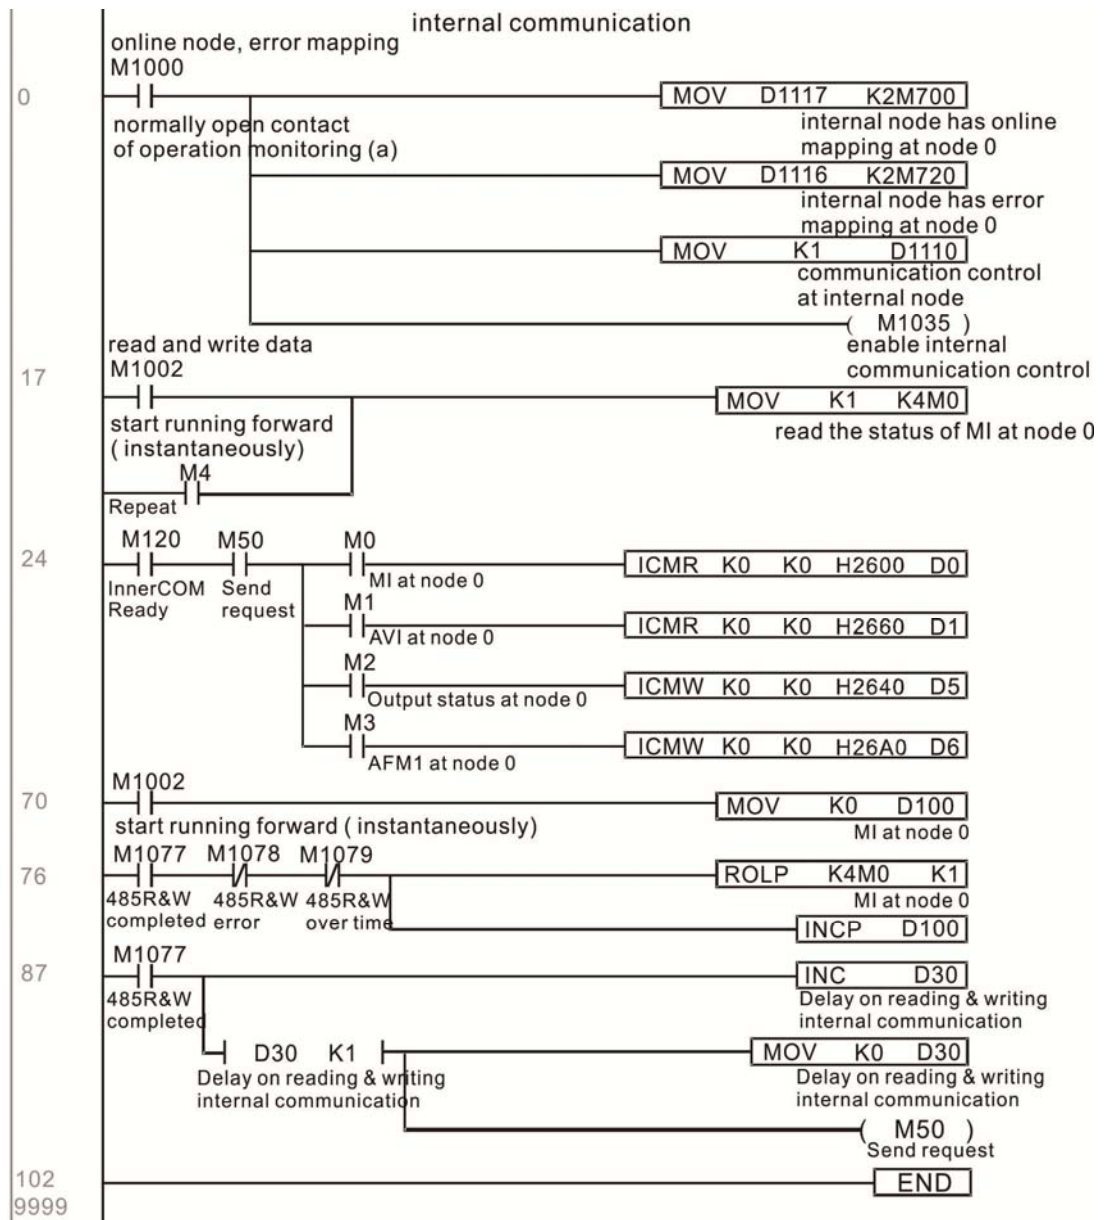 internal communication
online node, error mapping
M1000
0
MOV D1117 K2M700
normally open contact
of operation monitoring (a)
internal node has online
mapping at node 0
MOV D1116 K2M720
internal node has error
mapping at node 0
MOV K1 D1110
communication control
at internal node
( M1035 )
enable internal
communication control
read and write data
17
M1002
MOV K1 K4M0
start running forward
( instantaneously)
read the status of MI at node 0
M4
Repeat
24
M120 M50 M0
ICMR K0 K0 H2600 D0
InnerCOM
Ready
Send
request
MI at node 0
M1
ICMR K0 K0 H2660 D1
AVI at node 0
M2
ICMW K0 K0 H2640 D5
Output status at node 0
M3
ICMW K0 K0 H26A0 D6
AFM1 at node 0
70
M1002
MOV K0 D100
start running forward ( instantaneously)
MI at node 0
76
M1077 M1078 M1079
ROLP K4M0 K1
485R&W
completed
485R&W
error
485R&W
over time
MI at node 0
INCP D100
87
M1077
INC D30
485R&W
completed
Delay on reading & writing
internal communication
D30 K1
MOV K0 D30
Delay on reading & writing
internal communication
Delay on reading & writing
internal communication
( M50 )
Send request
102
END
9999